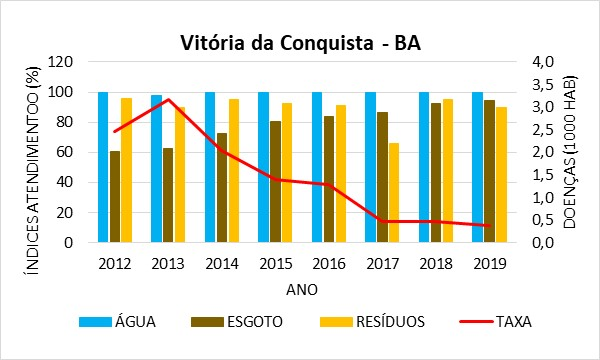 Vitória da Conquista - BA
ÍNDICES ATENDIIMENTOO (%)
120
100
80
60
40
20
0
4,0
3,5
3,0
2,5
2,0
1,5
1,0
0,5
0,0
DOENÇAS (1000 HAB)
2012 2013 2014 2015 2016 2017 2018 2019
ANO
ÁGUA ESGOTO RESÍDUOS TAXA